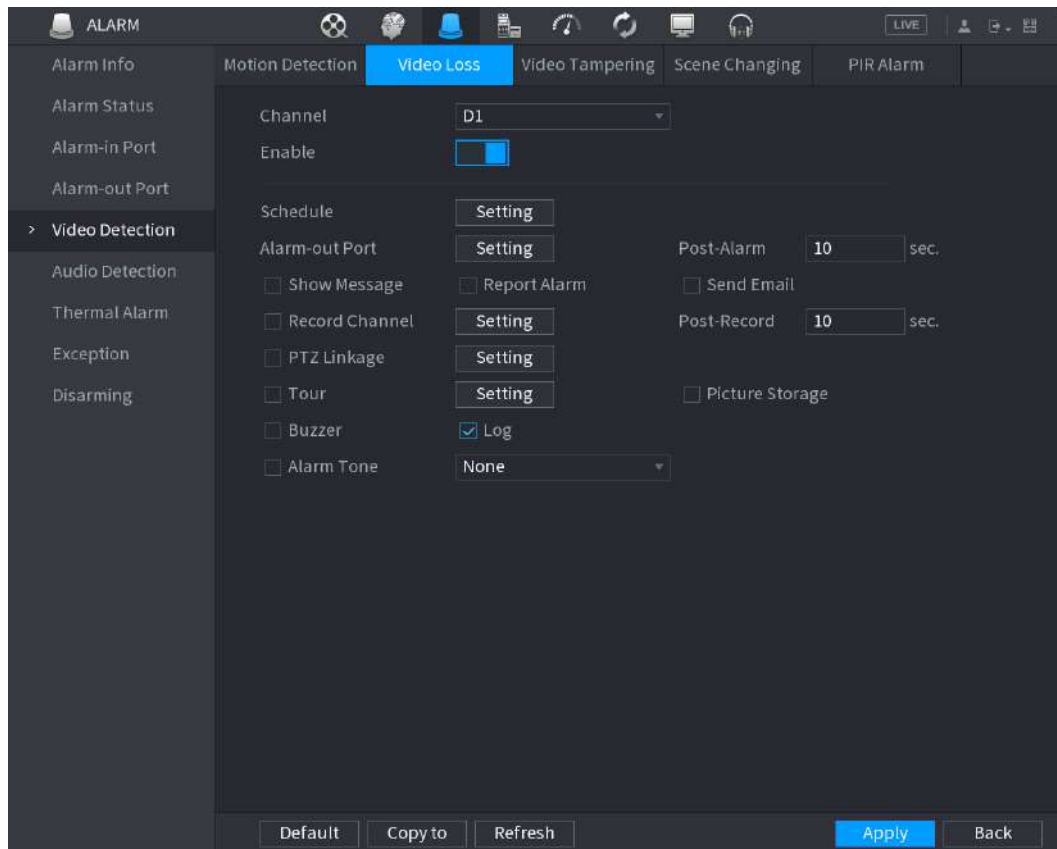 ALARM
LIVE
Alarm Info
Alarm Status
Alarm-in Port
Alarm-out Port
> Video Detection
Audio Detection
Thermal Alarm
Exception
Disarming
Motion Detection Video Loss Video Tampering Scene Changing PIR Alarm
Channel D1
Enable
Schedule Setting
Alarm-out Port Setting Post-Alarm 10 sec.
Show Message Report Alarm Send Email
Record Channel Setting Post-Record 10 sec.
PTZ Linkage Setting
Tour Setting Picture Storage
Buzzer Log
Alarm Tone None
Default Copy to Refresh Apply Back